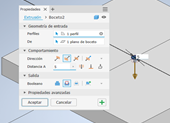 Propiedades
Extrusión > Boceto2
Geometría de entrada
Perfiles 1 perfil
De 1 plano de boceto
Comportamiento
Dirección
Distancia A
Salida
Booleana
Propiedades avanzadas
Aceptar Cancelar